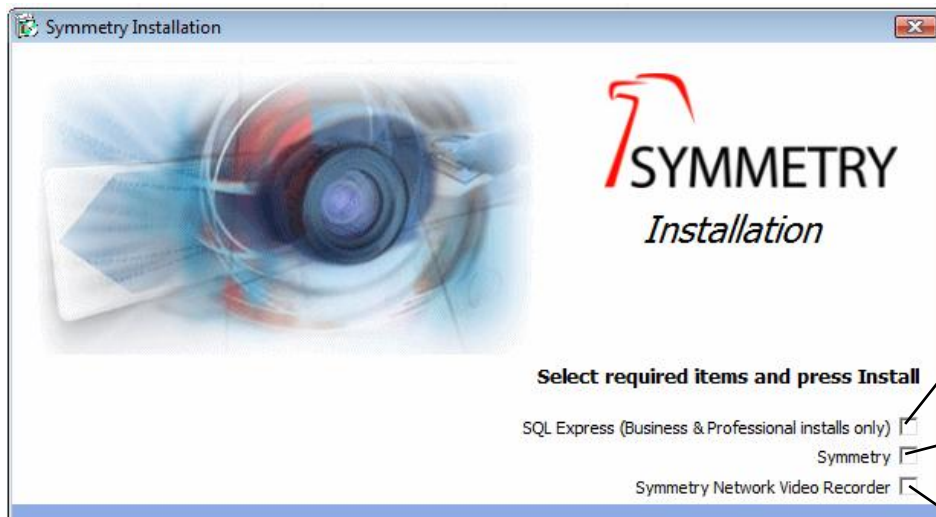 Symmetry Installation
SYMMETRY
Installation
Select required items and press Install
SQL Express (Business & Professional installs only)
Symmetry
Symmetry Network Video Recorder